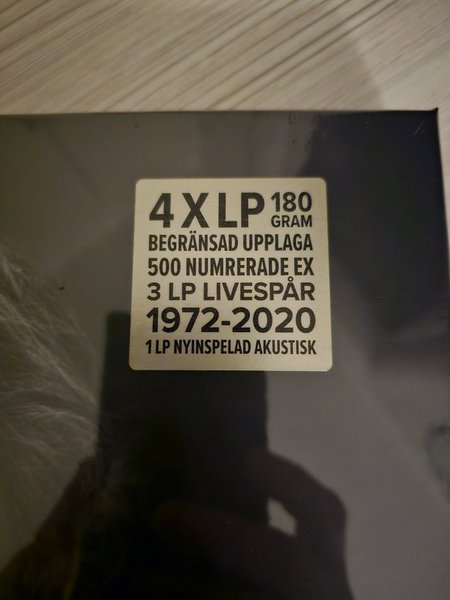 4 X LP 180 GRAM
BEGRÄNSAD UPPLAGA
500 NUMRERADE EX
3 LP LIVESPÅR
1972-2020
1 LP NYINSPELAD AKUSTISK